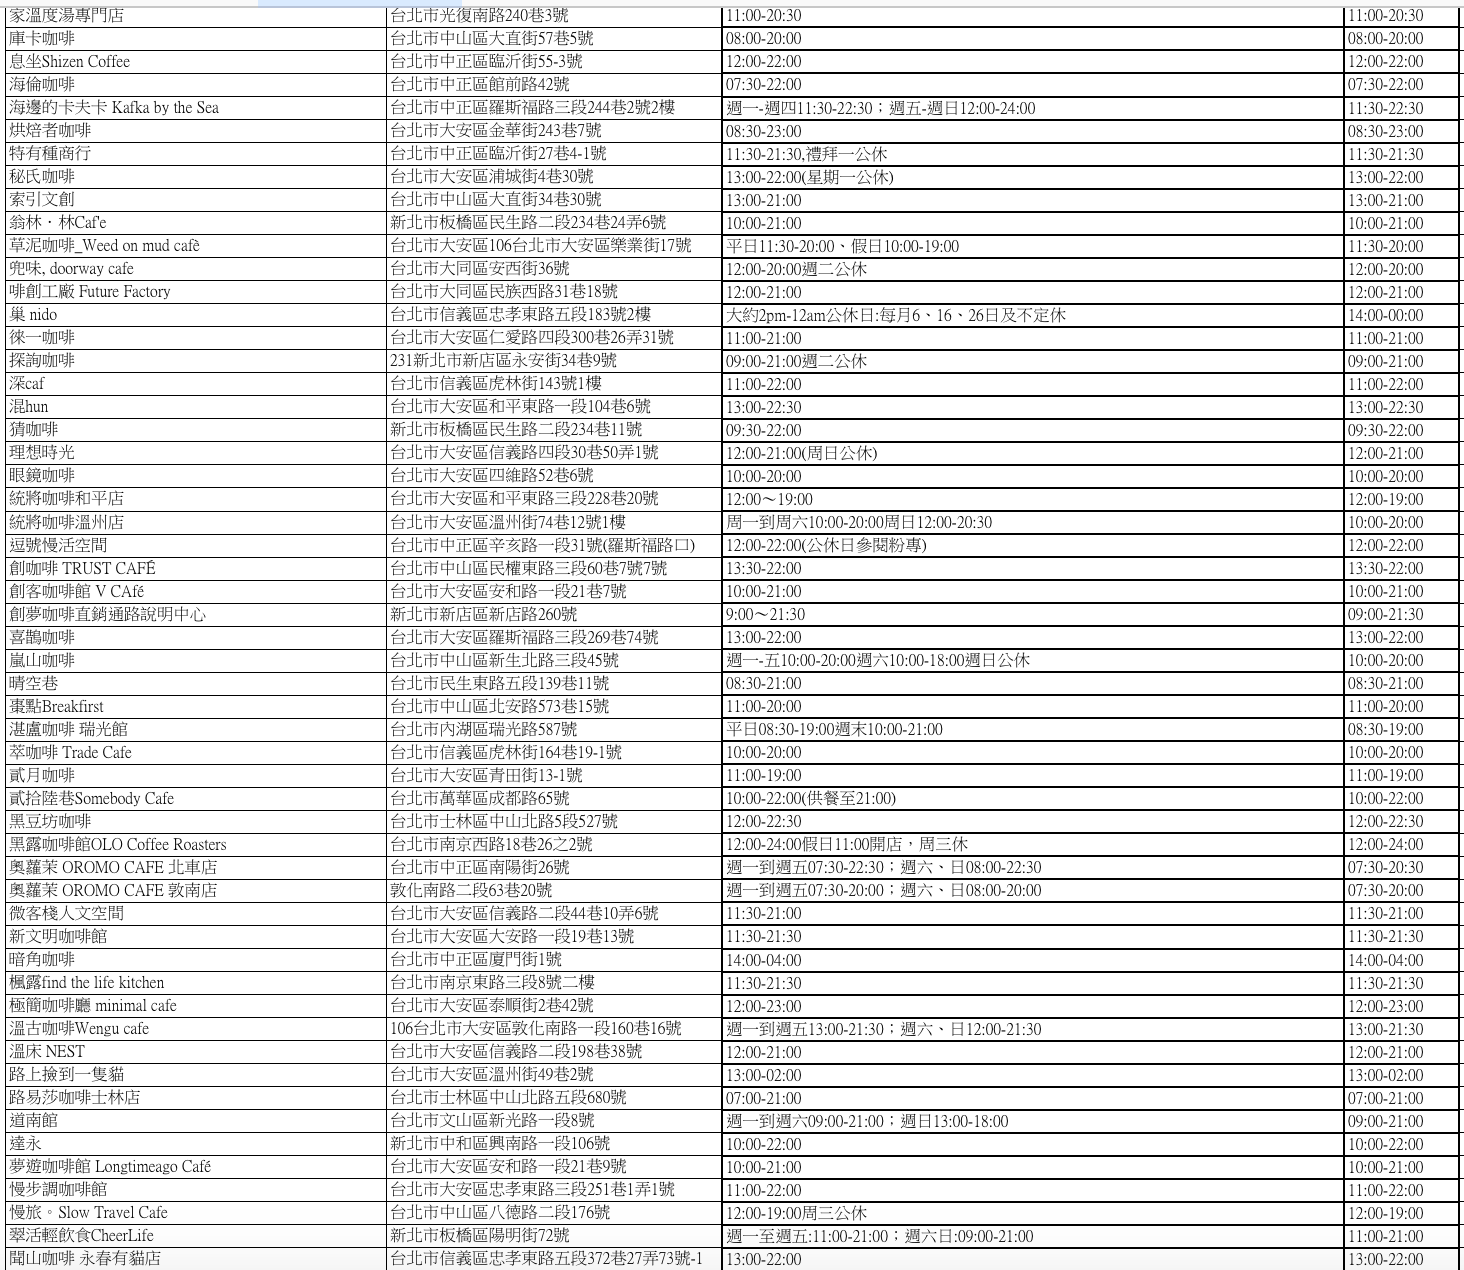 家溫度湯專門店 台北市光復南路240巷3號 11:00-20:30 11:00-20:30
庫卡咖啡 台北市中山區大直街57巷5號 08:00-20:00 08:00-20:00
息坐Shizen Coffee 台北市中正區臨沂街55-3號 12:00-22:00 12:00-22:00
海倫咖啡 台北市中正區館前路42號 07:30-22:00 07:30-22:00
海邊的卡夫卡 Kafka by the Sea 台北市中正區羅斯福路三段244巷2號2樓 週一-週四11:30-22:30；週五-週日12:00-24:00 11:30-22:30
烘焙者咖啡 台北市大安區金華街243巷7號 08:30-23:00 08:30-23:00
特有種商行 台北市中正區臨沂街27巷4-1號 11:30-21:30,禮拜一公休 11:30-21:30
秘氏咖啡 台北市大安區浦城街4巷30號 13:00-22:00(星期一公休) 13:00-22:00
索引文創 台北市中山區大直街34巷30號 13:00-21:00 13:00-21:00
翁林．林Caf'e 新北市板橋區民生路二段234巷24弄6號 10:00-21:00 10:00-21:00
草泥咖啡_Weed on mud cafè 台北市大安區106台北市大安區樂業街17號 平日11:30-20:00、假日10:00-19:00 11:30-20:00
兜味, doorway cafe 台北市大同區安西街36號 12:00-20:00週二公休 12:00-20:00
啡創工廠 Future Factory 台北市大同區民族西路31巷18號 12:00-21:00 12:00-21:00
巢 nido 台北市信義區忠孝東路五段183號2樓 大約2pm-12am公休日:每月6、16、26日及不定休 14:00-00:00
徠一咖啡 台北市大安區仁愛路四段300巷26弄31號 11:00-21:00 11:00-21:00
探詢咖啡 231新北市新店區永安街34巷9號 09:00-21:00週二公休 09:00-21:00
深caf 台北市信義區虎林街143號1樓 11:00-22:00 11:00-22:00
混hun 台北市大安區和平東路一段104巷6號 13:00-22:30 13:00-22:30
猜咖啡 新北市板橋區民生路二段234巷11號 09:30-22:00 09:30-22:00
理想時光 台北市大安區信義路四段30巷50弄1號 12:00-21:00(周日公休) 12:00-21:00
眼鏡咖啡 台北市大安區四維路52巷6號 10:00-20:00 10:00-20:00
統將咖啡和平店 台北市大安區和平東路三段228巷20號 12:00～19:00 12:00-19:00
統將咖啡溫州店 台北市大安區溫州街74巷12號1樓 周一到周六10:00-20:00周日12:00-20:30 10:00-20:00
逗號慢活空間 台北市中正區辛亥路一段31號(羅斯福路口) 12:00-22:00(公休日參閱粉專) 12:00-22:00
創咖啡 TRUST CAFÉ 台北市中山區民權東路三段60巷7號7號 13:30-22:00 13:30-22:00
創客咖啡館 V CAfé 台北市大安區安和路一段21巷7號 10:00-21:00 10:00-21:00
創夢咖啡直銷通路說明中心 新北市新店區新店路260號 9:00～21:30 09:00-21:30
喜鵲咖啡 台北市大安區羅斯福路三段269巷74號 13:00-22:00 13:00-22:00
嵐山咖啡 台北市中山區新生北路三段45號 週一-五10:00-20:00週六10:00-18:00週日公休 10:00-20:00
晴空巷 台北市民生東路五段139巷11號 08:30-21:00 08:30-21:00
棗點Breakfirst 台北市中山區北安路573巷15號 11:00-20:00 11:00-20:00
湛盧咖啡 瑞光館 台北市內湖區瑞光路587號 平日08:30-19:00週末10:00-21:00 08:30-19:00
萃咖啡 Trade Cafe 台北市信義區虎林街164巷19-1號 10:00-20:00 10:00-20:00
貳月咖啡 台北市大安區青田街13-1號 11:00-19:00 11:00-19:00
貳拾陸巷Somebody Cafe 台北市萬華區成都路65號 10:00-22:00(供餐至21:00) 10:00-22:00
黑豆坊咖啡 台北市士林區中山北路5段527號 12:00-22:30 12:00-22:30
黑露咖啡館OLO Coffee Roasters 台北市南京西路18巷26之2號 12:00-24:00假日11:00開店，周三休 12:00-24:00
奧蘿茉 OROMO CAFE 北車店 台北市中正區南陽街26號 週一到週五07:30-22:30；週六、日08:00-22:30 07:30-20:30
奧蘿茉 OROMO CAFE 敦南店 敦化南路二段63巷20號 週一到週五07:30-20:00；週六、日08:00-20:00 07:30-20:00
微客棧人文空間 台北市大安區信義路二段44巷10弄6號 11:30-21:00 11:30-21:00
新文明咖啡館 台北市大安區大安路一段19巷13號 11:30-21:30 11:30-21:30
暗角咖啡 台北市中正區廈門街1號 14:00-04:00 14:00-04:00
楓露find the life kitchen 台北市南京東路三段8號二樓 11:30-21:30 11:30-21:30
極簡咖啡廳 minimal cafe 台北市大安區泰順街2巷42號 12:00-23:00 12:00-23:00
溫古咖啡Wengu cafe 106台北市大安區敦化南路一段160巷16號 週一到週五13:00-21:30；週六、日12:00-21:30 13:00-21:30
溫床 NEST 台北市大安區信義路二段198巷38號 12:00-21:00 12:00-21:00
路上撿到一隻貓 台北市大安區溫州街49巷2號 13:00-02:00 13:00-02:00
路易莎咖啡士林店 台北市士林區中山北路五段680號 07:00-21:00 07:00-21:00
道南館 台北市文山區新光路一段8號 週一到週六09:00-21:00；週日13:00-18:00 09:00-21:00
達永 新北市中和區興南路一段106號 10:00-22:00 10:00-22:00
夢遊咖啡館 Longtimeago Café 台北市大安區安和路一段21巷9號 10:00-21:00 10:00-21:00
慢步調咖啡館 台北市大安區忠孝東路三段251巷1弄1號 11:00-22:00 11:00-22:00
慢旅。Slow Travel Cafe 台北市中山區八德路二段176號 12:00-19:00周三公休 12:00-19:00
翠活輕飲食CheerLife 新北市板橋區陽明街72號 週一至週五:11:00-21:00；週六日:09:00-21:00 11:00-21:00
聞山咖啡 永春有貓店 台北市信義區忠孝東路五段372巷27弄73號-1 13:00-22:00 13:00-22:00